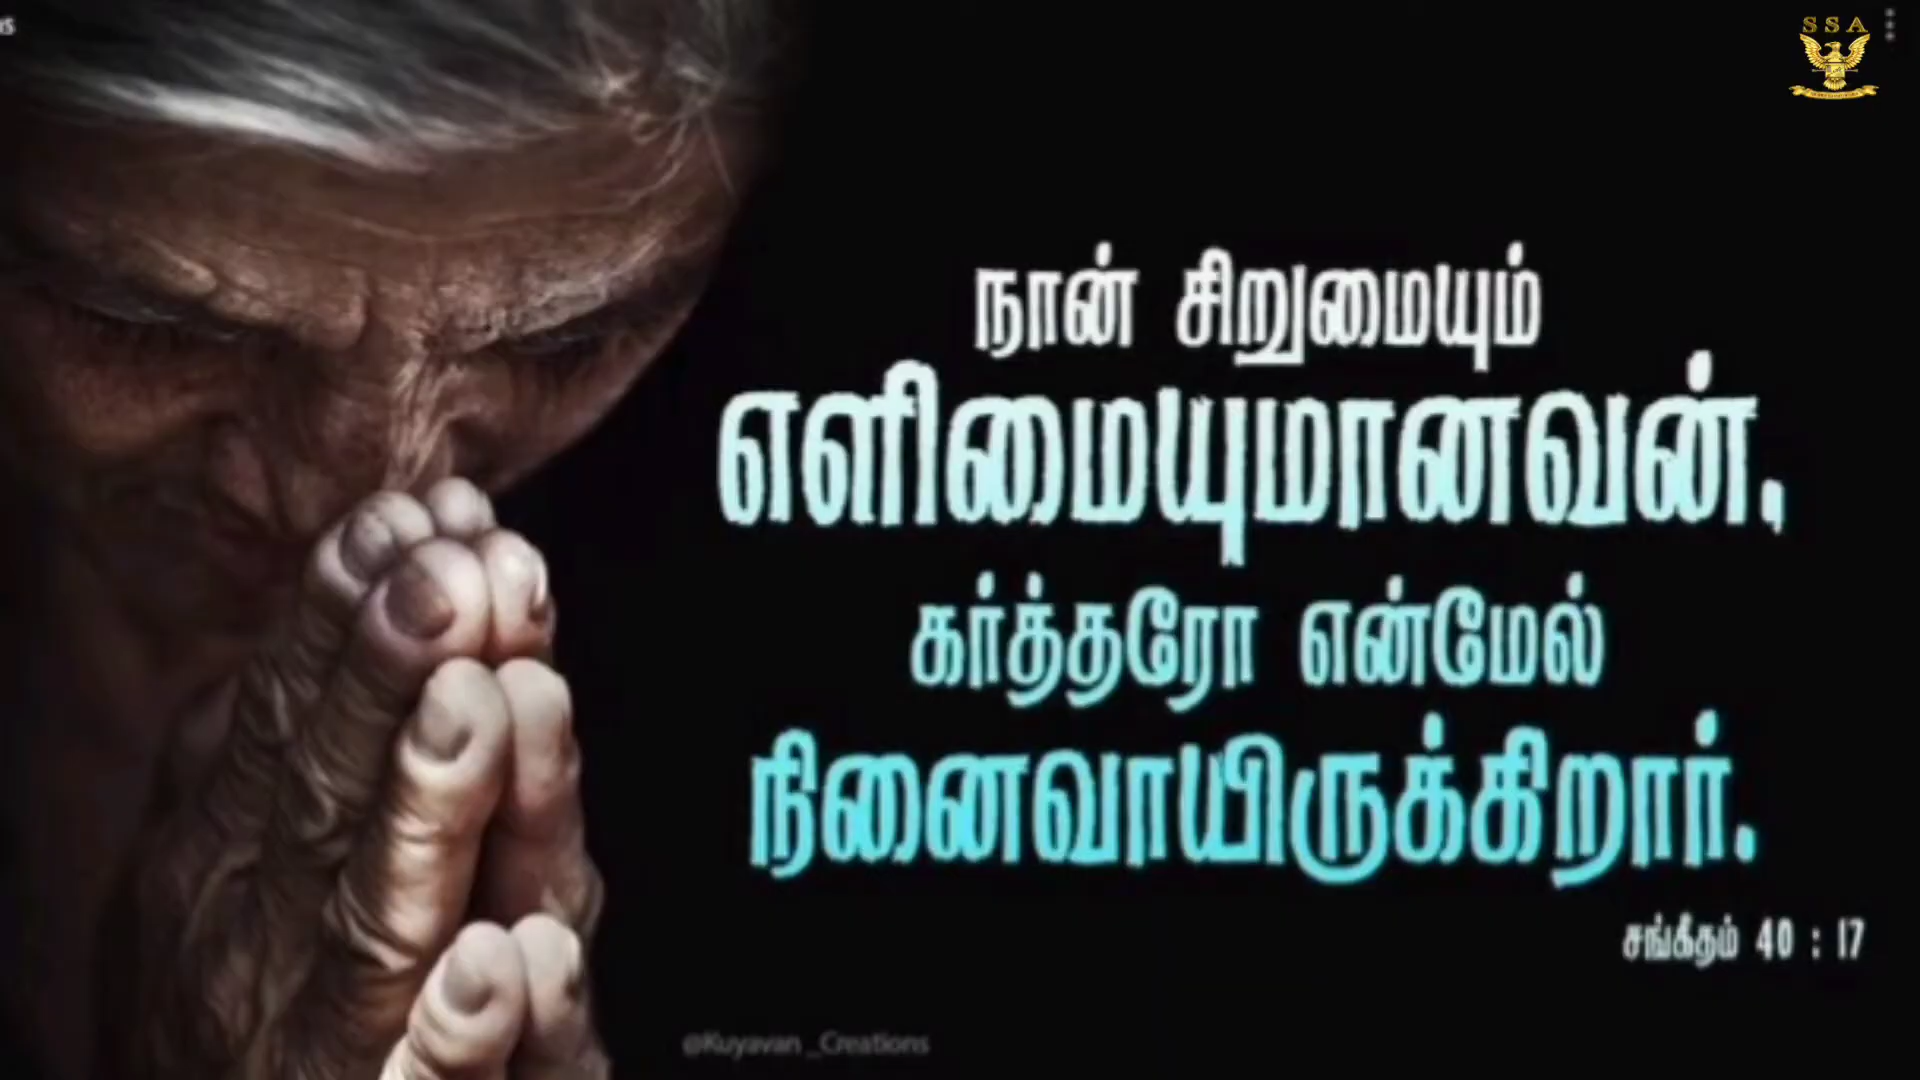 SSA
நான் சிறுமையும்
எளிமையுமானவன்,
கர்த்தரோ என்மேல்
நினைவாயிருக்கிறார்.
சங்கீதம் 40 : 17
@Kuyavan _Creations